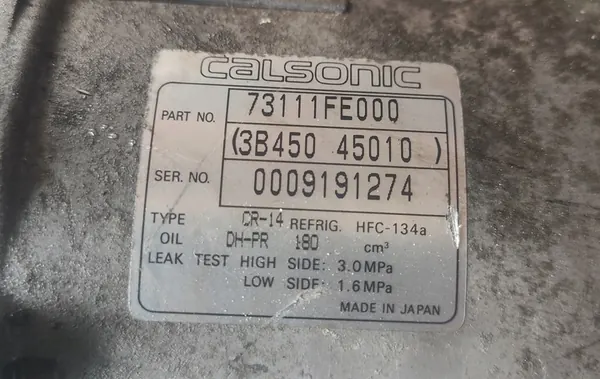 CALSONIC
PART NO. 73111FE000
(3B450 45010 )
SER. NO. 0009191274
TYPE CR-14 REFRIG. HFC-134a
OIL DH-PR 180 cm³
LEAK TEST HIGH SIDE: 3.0MPa
LOW SIDE: 1.6MPa
MADE IN JAPAN